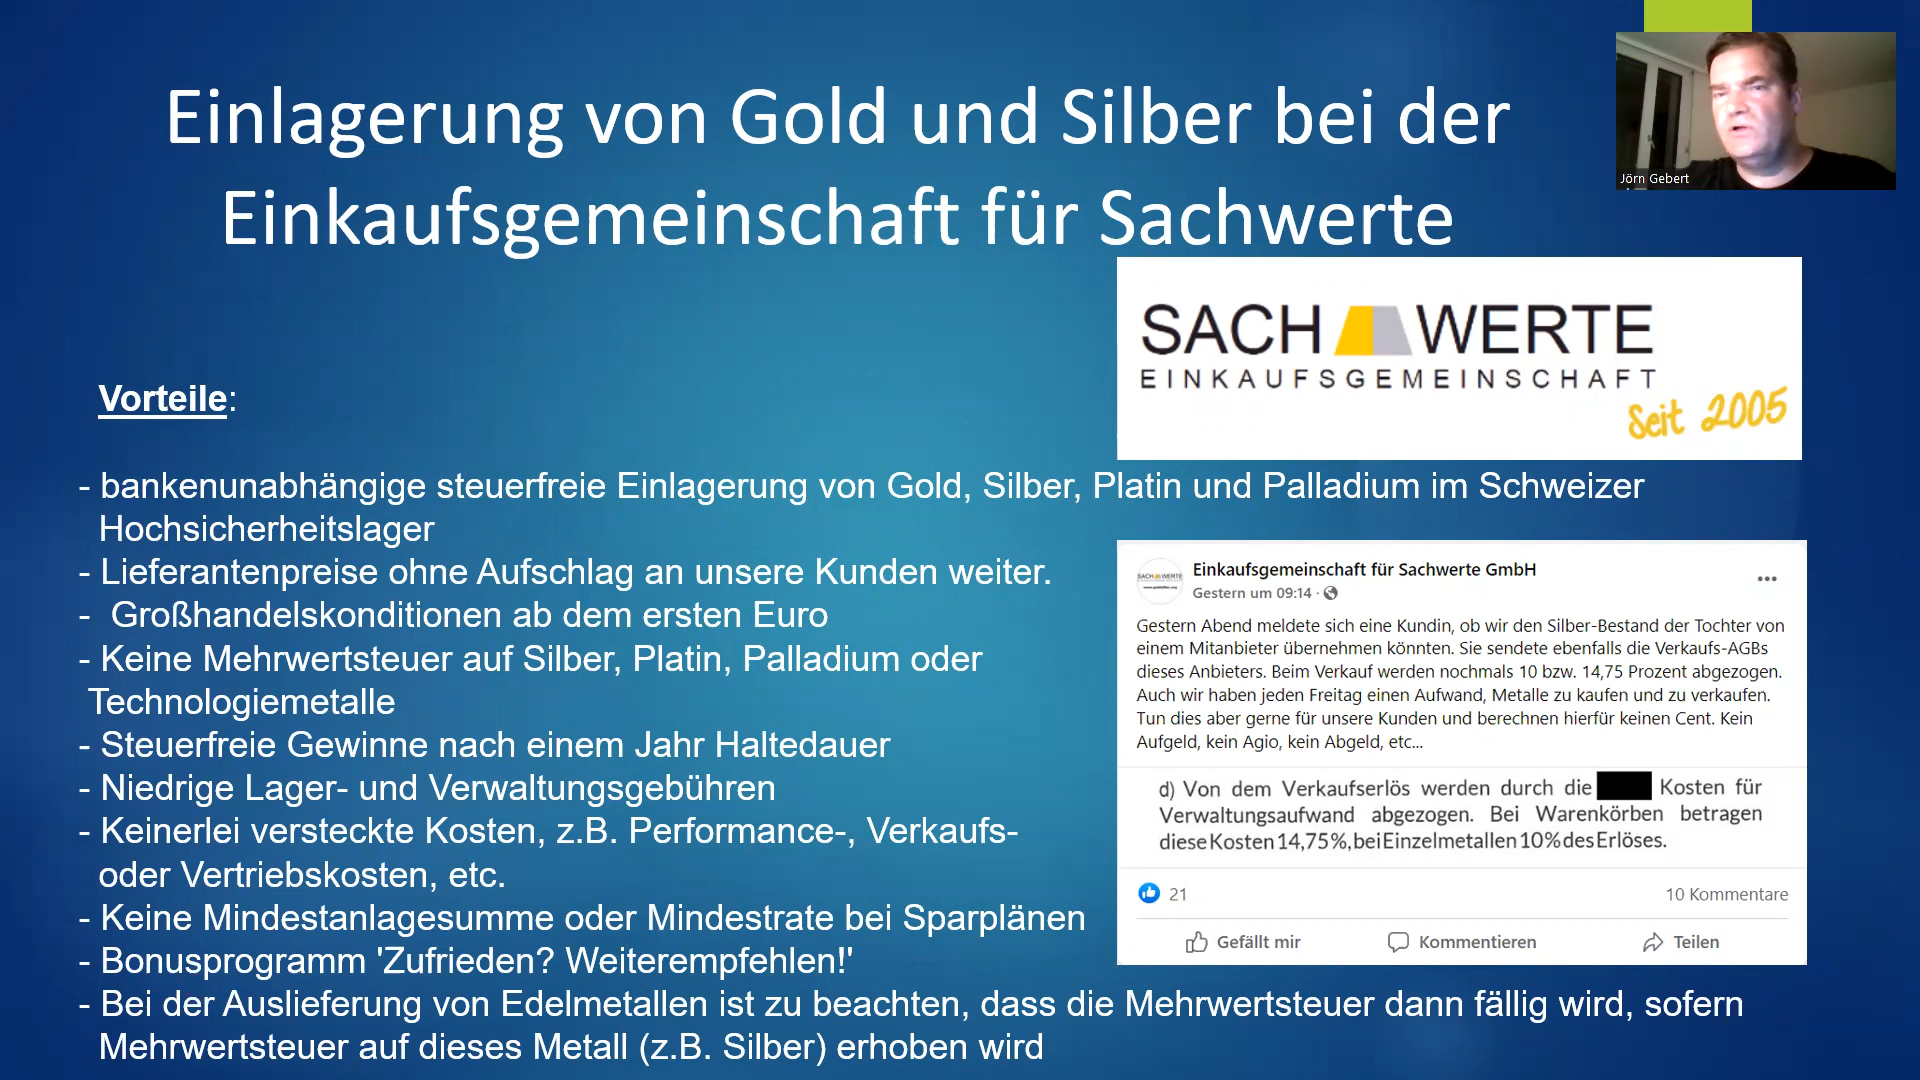 Einlagerung von Gold und Silber bei der
Einkaufsgemeinschaft für Sachwerte
Jörn Gebert
SACH WERTE
EINKAUFSGEMEINSCHAFT
Seit 2005
Vorteile:
- bankenunabhängige steuerfreie Einlagerung von Gold, Silber, Platin und Palladium im Schweizer
Hochsicherheitslager
- Lieferantenpreise ohne Aufschlag an unsere Kunden weiter.
- Großhandelskonditionen ab dem ersten Euro
- Keine Mehrwertsteuer auf Silber, Platin, Palladium oder
Technologiemetalle
- Steuerfreie Gewinne nach einem Jahr Haltedauer
- Niedrige Lager- und Verwaltungsgebühren
- Keinerlei versteckte Kosten, z.B. Performance-, Verkaufs-
oder Vertriebskosten, etc.
- Keine Mindestanlagesumme oder Mindestrate bei Sparplänen
- Bonusprogramm 'Zufrieden? Weiterempfehlen!'
- Bei der Auslieferung von Edelmetallen ist zu beachten, dass die Mehrwertsteuer dann fällig wird, sofern
Mehrwertsteuer auf dieses Metall (z.B. Silber) erhoben wird
SACH WERTE
Einkaufsgemeinschaft für Sachwerte GmbH
Gestern um 09:14 ·
Gestern Abend meldete sich eine Kundin, ob wir den Silber-Bestand der Tochter von
einem Mitanbieter übernehmen könnten. Sie sendete ebenfalls die Verkaufs-AGBs
dieses Anbieters. Beim Verkauf werden nochmals 10 bzw. 14,75 Prozent abgezogen.
Auch wir haben jeden Freitag einen Aufwand, Metalle zu kaufen und zu verkaufen.
Tun dies aber gerne für unsere Kunden und berechnen hierfür keinen Cent. Kein
Aufgeld, kein Agio, kein Abgeld, etc...
d) Von dem Verkaufserlös werden durch die Kosten für
Verwaltungsaufwand abgezogen. Bei Warenkörben betragen
diese Kosten 14,75%, bei Einzelmetallen 10% des Erlöses.
21
10 Kommentare
Gefällt mir
Kommentieren
Teilen